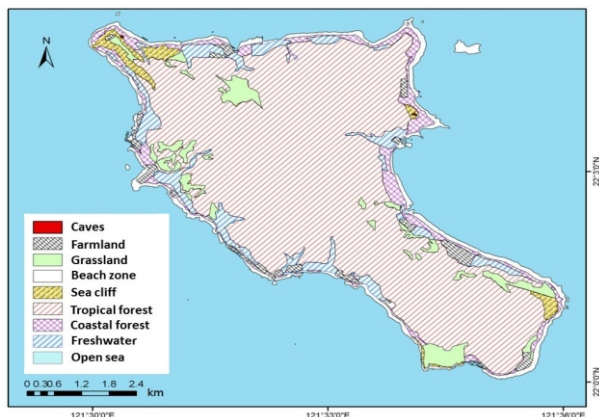 N
22°3'0"N
Caves
Farmland
Grassland
Beach zone
Sea cliff
Tropical forest
Coastal forest
Freshwater
Open sea
0 0.30.6 1.2 1.8 2.4
km
22°0'0"N
121°30'0"E 121°33'0"E 121°36'0"E